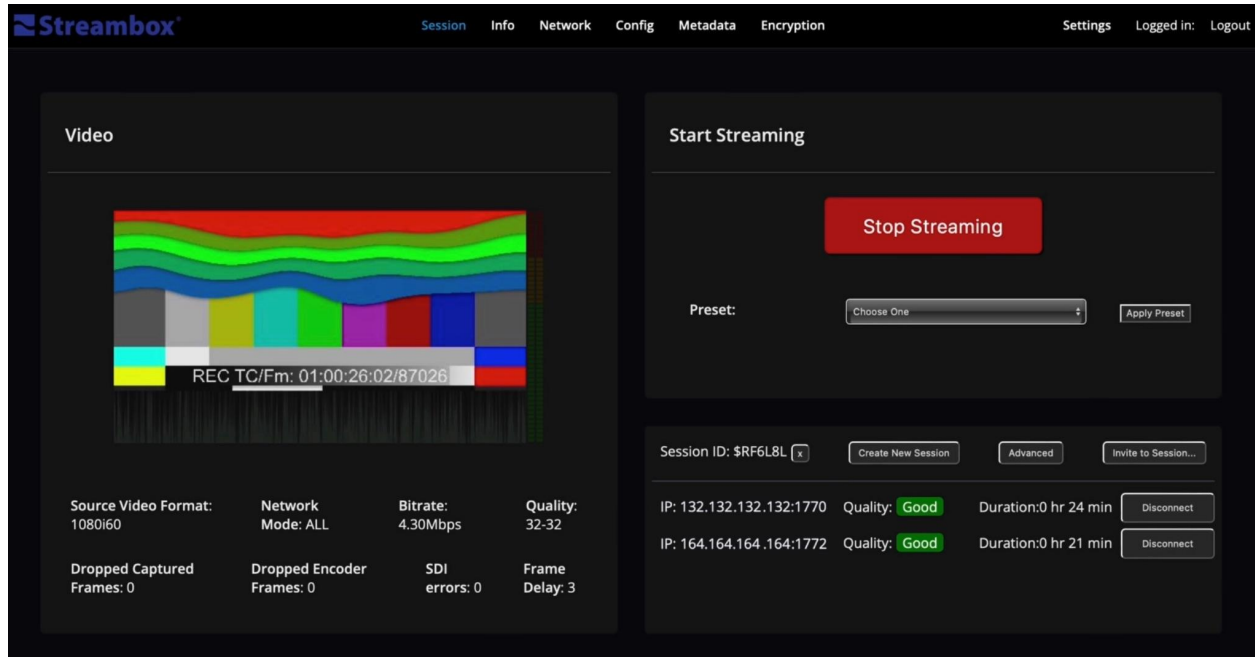 Streambox
Session Info Network Config Metadata Encryption Settings Logged in: Logout
Video
REC TC/Fm: 01:00:26:02/87026
Source Video Format: Network Bitrate: Quality:
1080i60 Mode: ALL 4.30Mbps 32-32
Dropped Captured Dropped Encoder SDI Frame
Frames: 0 Frames: 0 errors: 0 Delay: 3
Start Streaming
Stop Streaming
Preset: Choose One Apply Preset
Session ID: $RF6L8L x Create New Session Advanced Invite to Session...
IP: 132.132.132.132:1770 Quality: Good Duration:0 hr 24 min Disconnect
IP: 164.164.164.164:1772 Quality: Good Duration:0 hr 21 min Disconnect